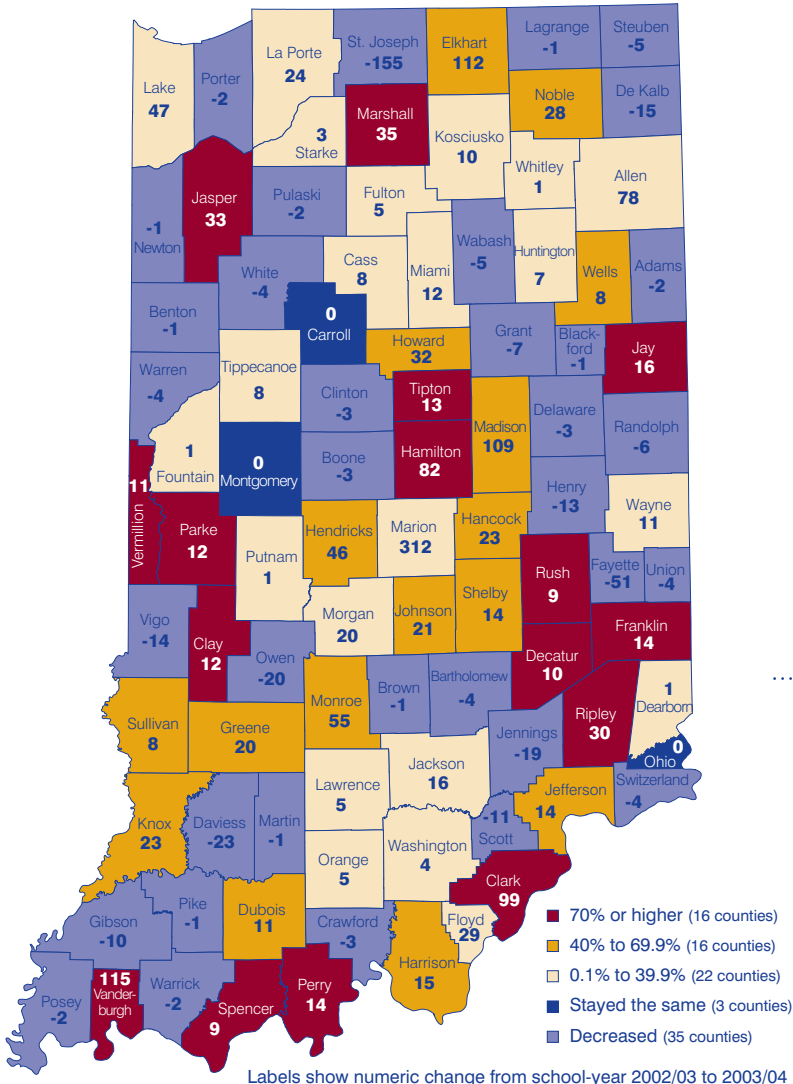 Lake
47
Porter
-2
La Porte
24
St. Joseph
-155
Elkhart
112
Lagrange
-1
Steuben
-5
Noble
28
De Kalb
-15
Marshall
35
3
Starke
Kosciusko
10
Whitley
1
Allen
78
Jasper
33
-1
Newton
Pulaski
-2
Fulton
5
Wabash
-5
Huntington
7
Wells
8
Adams
-2
White
-4
Cass
8
Miami
12
Benton
-1
0
Carroll
Howard
32
Grant
-7
Black-
ford
-1
Jay
16
Warren
-4
Tippecanoe
8
Clinton
-3
Tipton
13
Madison
109
Delaware
-3
Randolph
-6
1
Fountain
0
Montgomery
Boone
-3
Hamilton
82
Henry
-13
Wayne
11
11
Vermillion
Parke
12
Putnam
1
Hendricks
46
Marion
312
Hancock
23
Rush
9
Fayette
-51
Union
-4
Vigo
-14
Clay
12
Owen
-20
Morgan
20
Johnson
21
Shelby
14
Decatur
10
Franklin
14
Sullivan
8
Greene
20
Monroe
55
Brown
-1
Bartholomew
-4
Jennings
-19
Ripley
30
1
Dearborn
0
Ohio
Switzerland
-4
Knox
23
Daviess
-23
Martin
-1
Lawrence
5
Jackson
16
-11
Scott
Jefferson
14
Orange
5
Washington
4
Clark
99
Floyd
29
Gibson
-10
Pike
-1
Dubois
11
Crawford
-3
Harrison
15
Posey
-2
115
Vander-
burgh
Warrick
-2
Spencer
9
Perry
14
...
70% or higher (16 counties)
40% to 69.9% (16 counties)
0.1% to 39.9% (22 counties)
Stayed the same (3 counties)
Decreased (35 counties)
Labels show numeric change from school-year 2002/03 to 2003/04